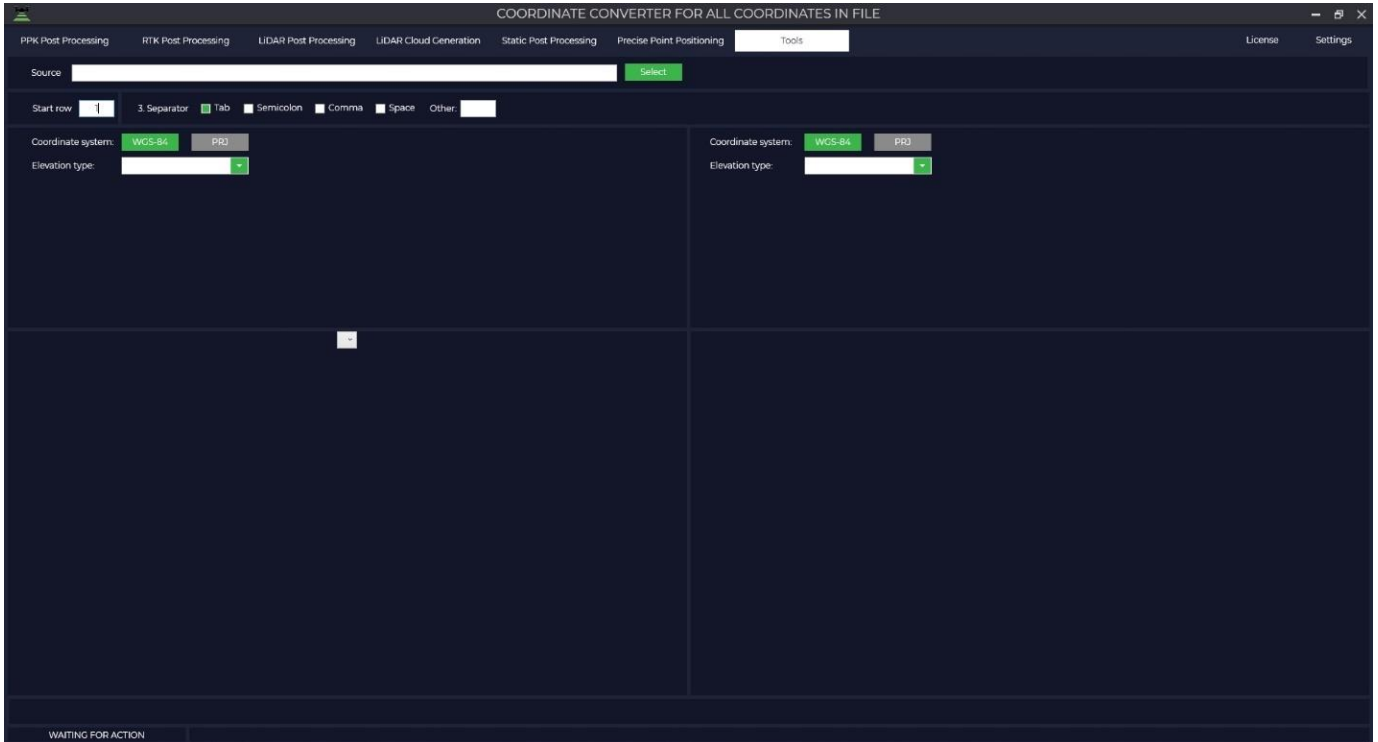 COORDINATE CONVERTER FOR ALL COORDINATES IN FILE
PPK Post Processing RTK Post Processing LiDAR Post Processing LiDAR Cloud Generation Static Post Processing Precise Point Positioning Tools License Settings
Source Select
Start row 1 3. Separator Tab Semicolon Comma Space Other:
Coordinate system: WGS-84 PRJ Coordinate system: WGS-84 PRJ
Elevation type: Elevation type:
WAITING FOR ACTION